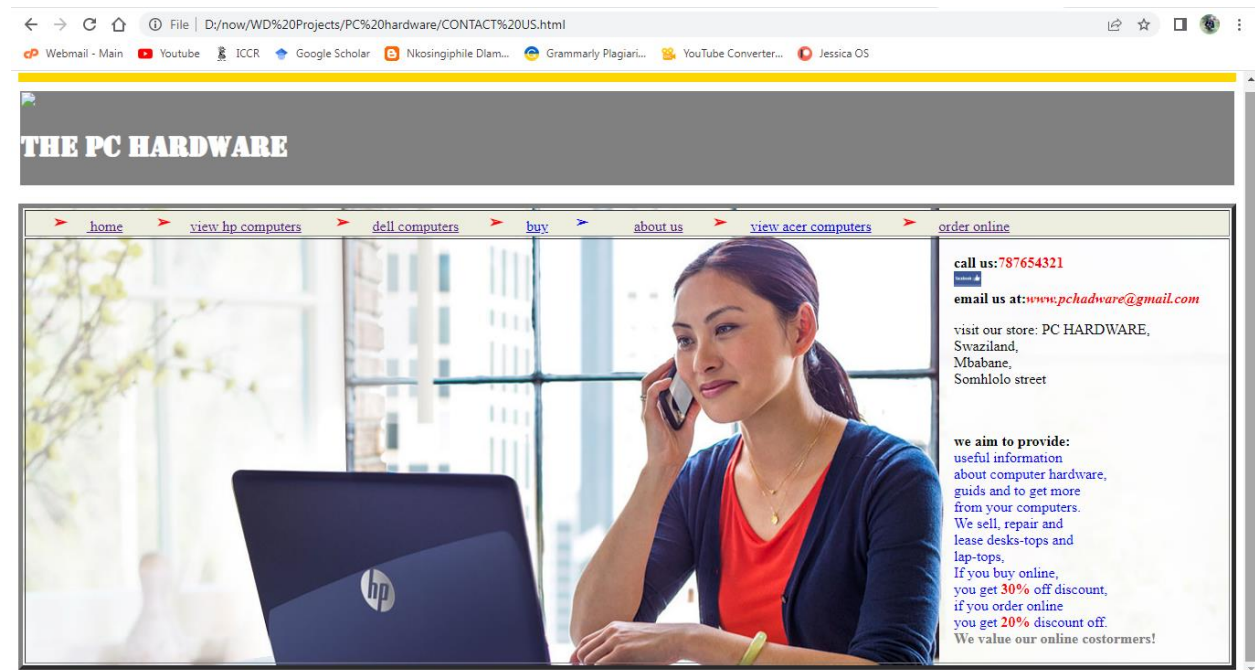 File | D:/now/WD%20Projects/PC%20hardware/CONTACT%20US.html
Webmail - Main Youtube ICCR Google Scholar Nkosingiphile Dlam... Grammarly Plagiari... YouTube Converter... Jessica OS
THE PC HARDWARE
➢ home ➢ view hp computers ➢ dell computers ➢ buy ➢ about us ➢ view acer computers ➢ order online
call us:787654321
facebook
email us at:www.pchadware@gmail.com
visit our store: PC HARDWARE,
Swaziland,
Mbabane,
Somhlolo street
we aim to provide:
useful information
about computer hardware,
guids and to get more
from your computers.
We sell, repair and
lease desks-tops and
lap-tops,
If you buy online,
you get 30% off discount,
if you order online
you get 20% discount off.
We value our online costormers!
hp